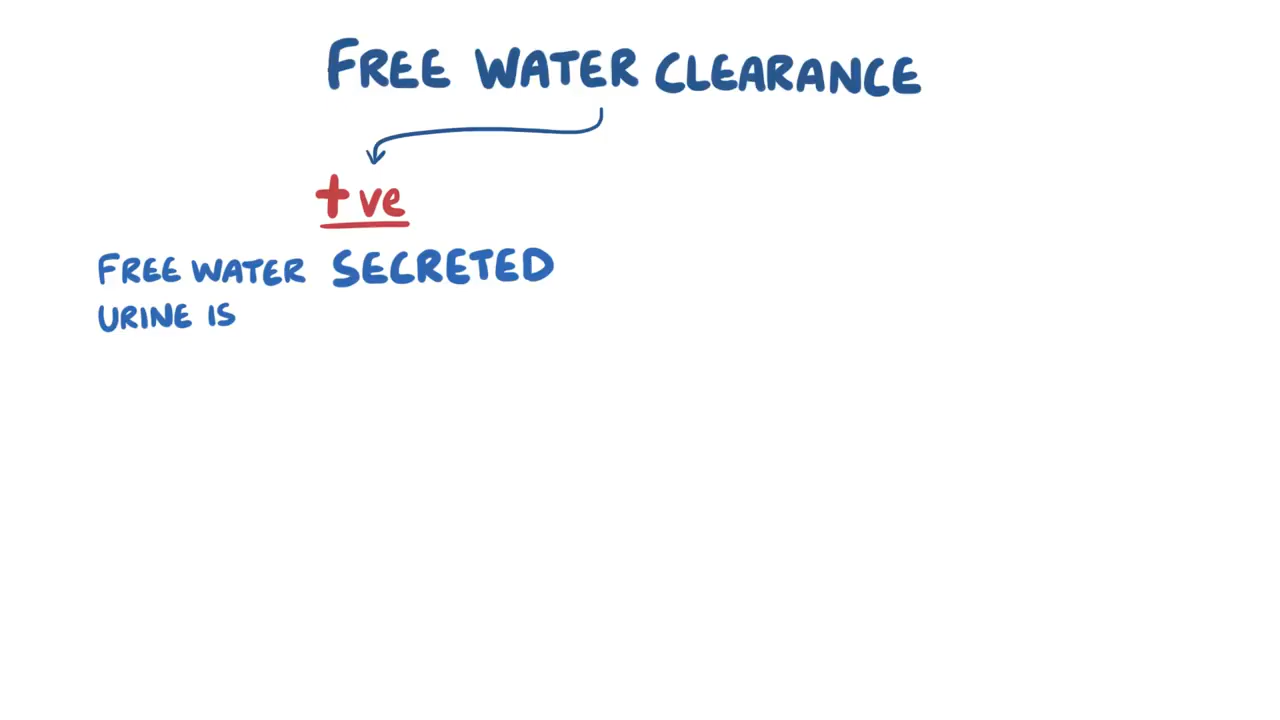 FREE WATER CLEARANCE
+ve
FREE WATER SECRETED
URINE IS